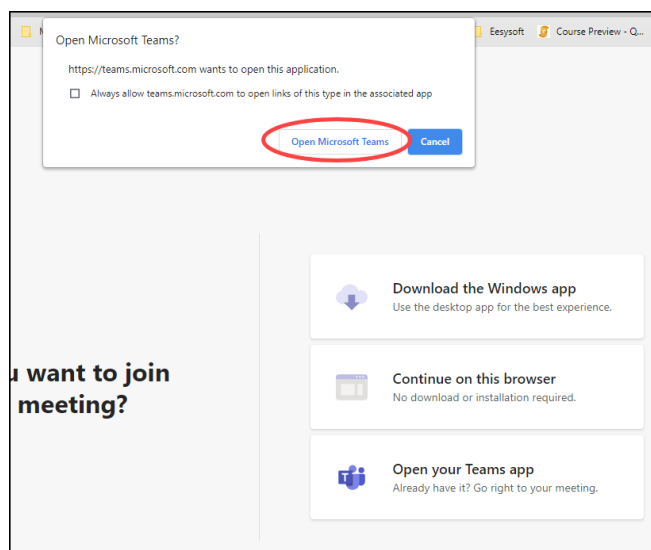 Eesysoft
Course Preview - Q...
Open Microsoft Teams?
https://teams.microsoft.com wants to open this application.
Always allow teams.microsoft.com to open links of this type in the associated app
Open Microsoft Teams
Cancel
want to join
meeting?
Download the Windows app
Use the desktop app for the best experience.
Continue on this browser
No download or installation required.
Open your Teams app
Already have it? Go right to your meeting.